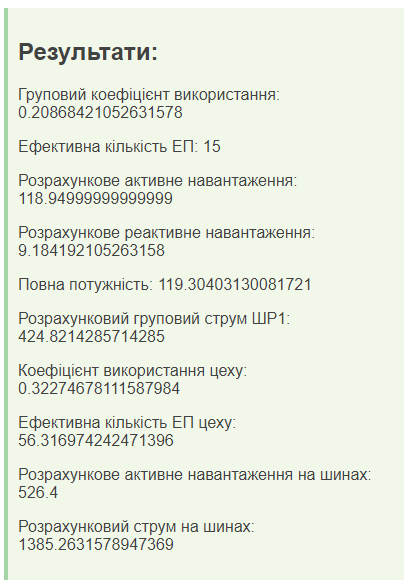 Результати:
Груповий коефіцієнт використання:
0.20868421052631578
Ефективна кількість ЕП: 15
Розрахункове активне навантаження:
118.94999999999999
Розрахункове реактивне навантаження:
9.184192105263158
Повна потужність: 119.30403130081721
Розрахунковий груповий струм ШР1:
424.8214285714285
Коефіцієнт використання цеху:
0.32274678111587984
Ефективна кількість ЕП цеху:
56.316974242471396
Розрахункове активне навантаження на шинах:
526.4
Розрахунковий струм на шинах:
1385.2631578947369